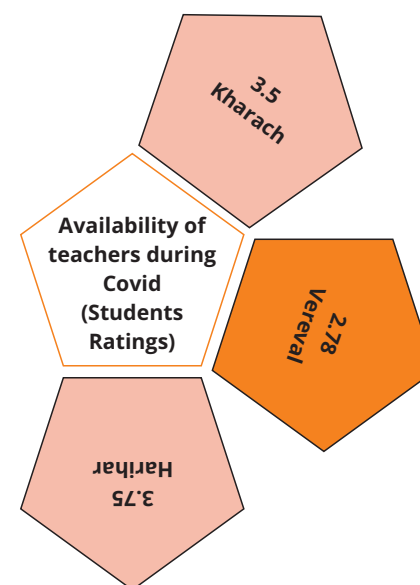 3.5
Kharach
Availability of
teachers during
Covid
(Students
Ratings)
2.78
Vereval
3.75
Harihar